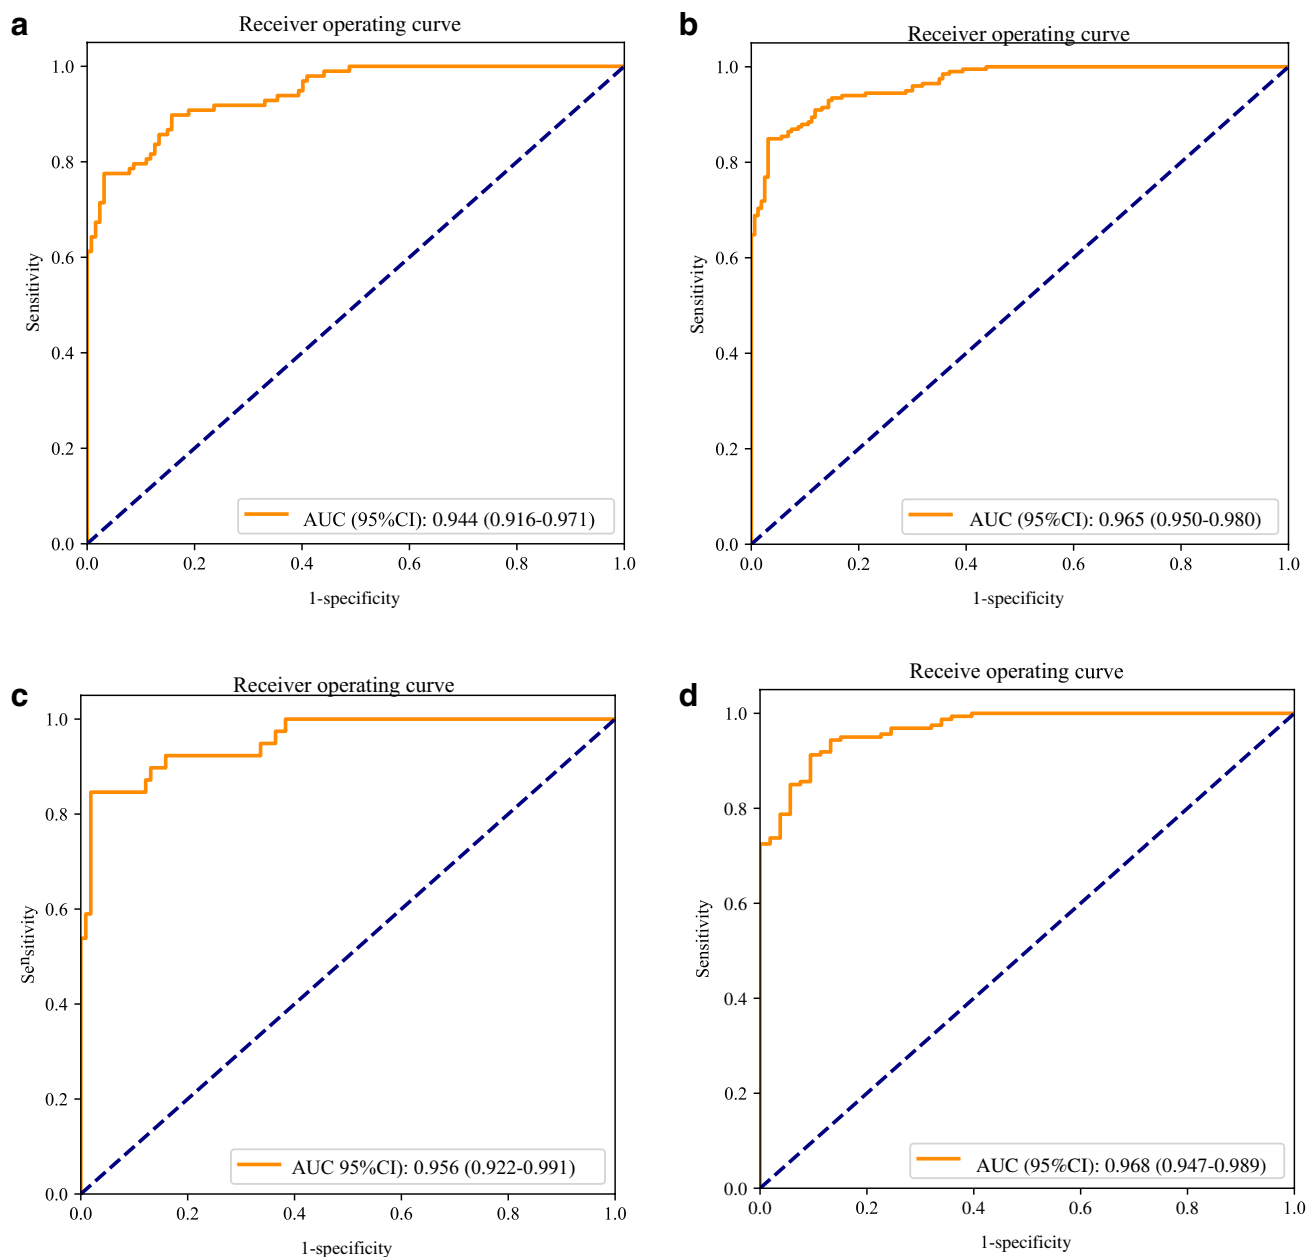 a
Receiver operating curve
1.0
0.8
0.6
0.4
0.2
0.0
Sensitivity
AUC (95%CI): 0.944 (0.916-0.971)
0.0 0.2 0.4 0.6 0.8 1.0
1-specificity
b
Receiver operating curve
1.0
0.8
0.6
0.4
0.2
0.0
Sensitivity
AUC (95%CI): 0.965 (0.950-0.980)
0.0 0.2 0.4 0.6 0.8 1.0
1-specificity
c
Receiver operating curve
1.0
0.8
0.6
0.4
0.2
0.0
Sensitivity
AUC 95%CI): 0.956 (0.922-0.991)
0.0 0.2 0.4 0.6 0.8 1.0
1-specificity
d
Receive operating curve
1.0
0.8
0.6
0.4
0.2
0.0
Sensitivity
AUC (95%CI): 0.968 (0.947-0.989)
0.0 0.2 0.4 0.6 0.8 1.0
1-specificity